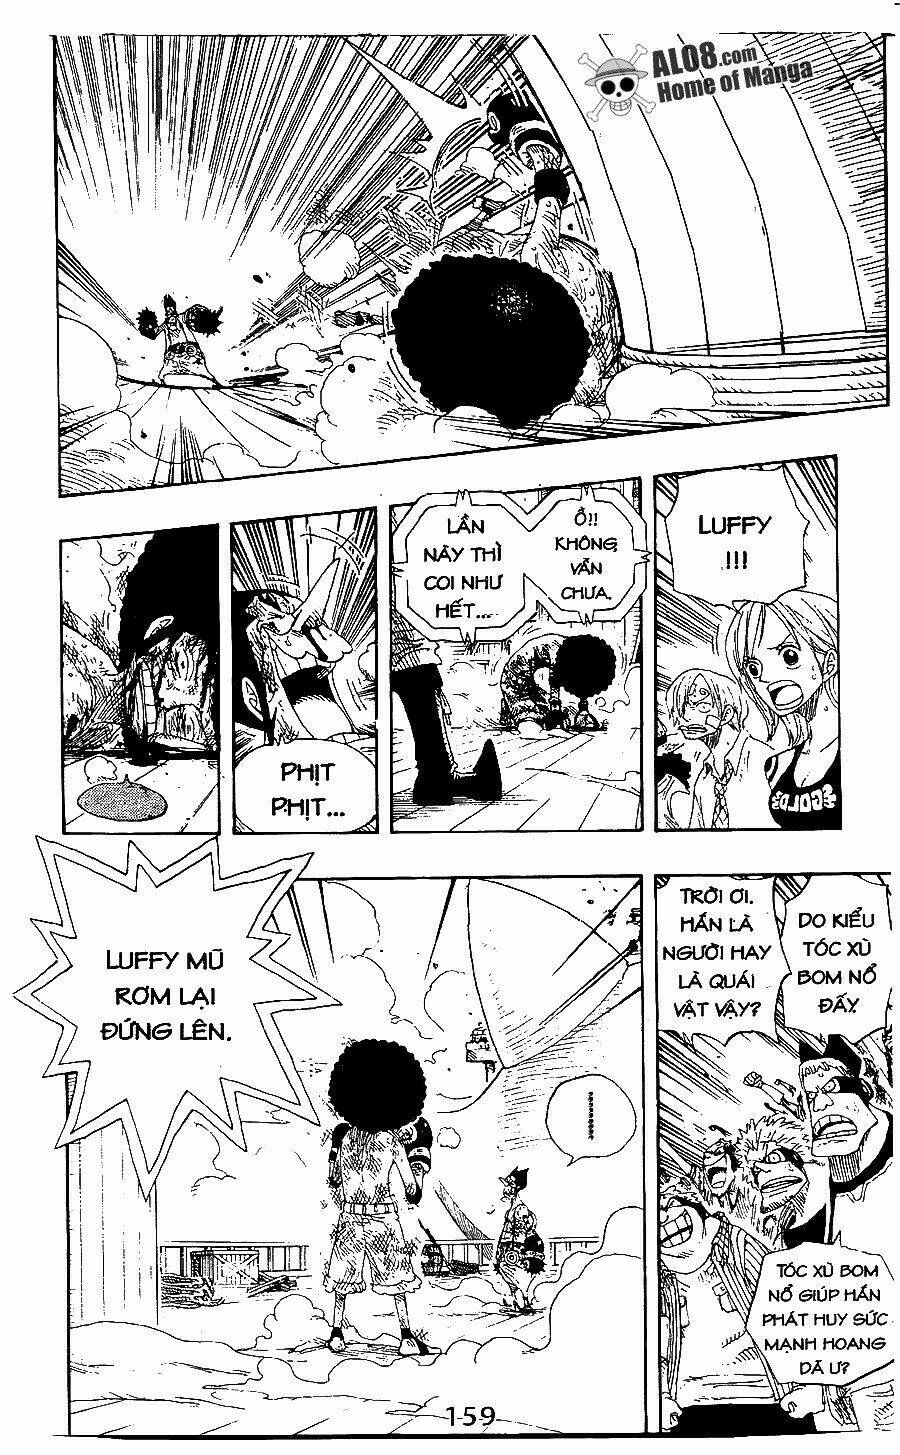 ALO8.com
Home of Manga
LUFFY
!!!
Ồ!!
KHÔNG,
VẪN
CHƯA.
LẦN
NÀY THÌ
COI NHƯ
HẾT...
PHỊT
PHỊT...
DO KIỂU
TÓC XÙ
BOM NỔ
ĐẤY.
TRỜI ƠI.
HẮN LÀ
NGƯỜI HAY
LÀ QUÁI
VẬT VẬY?
TÓC XÙ BOM
NỔ GIÚP HẮN
PHÁT HUY SỨC
MẠNH HOANG
DÃ Ư?
.........
LUFFY MŨ
RƠM LẠI
ĐỨNG LÊN.
159